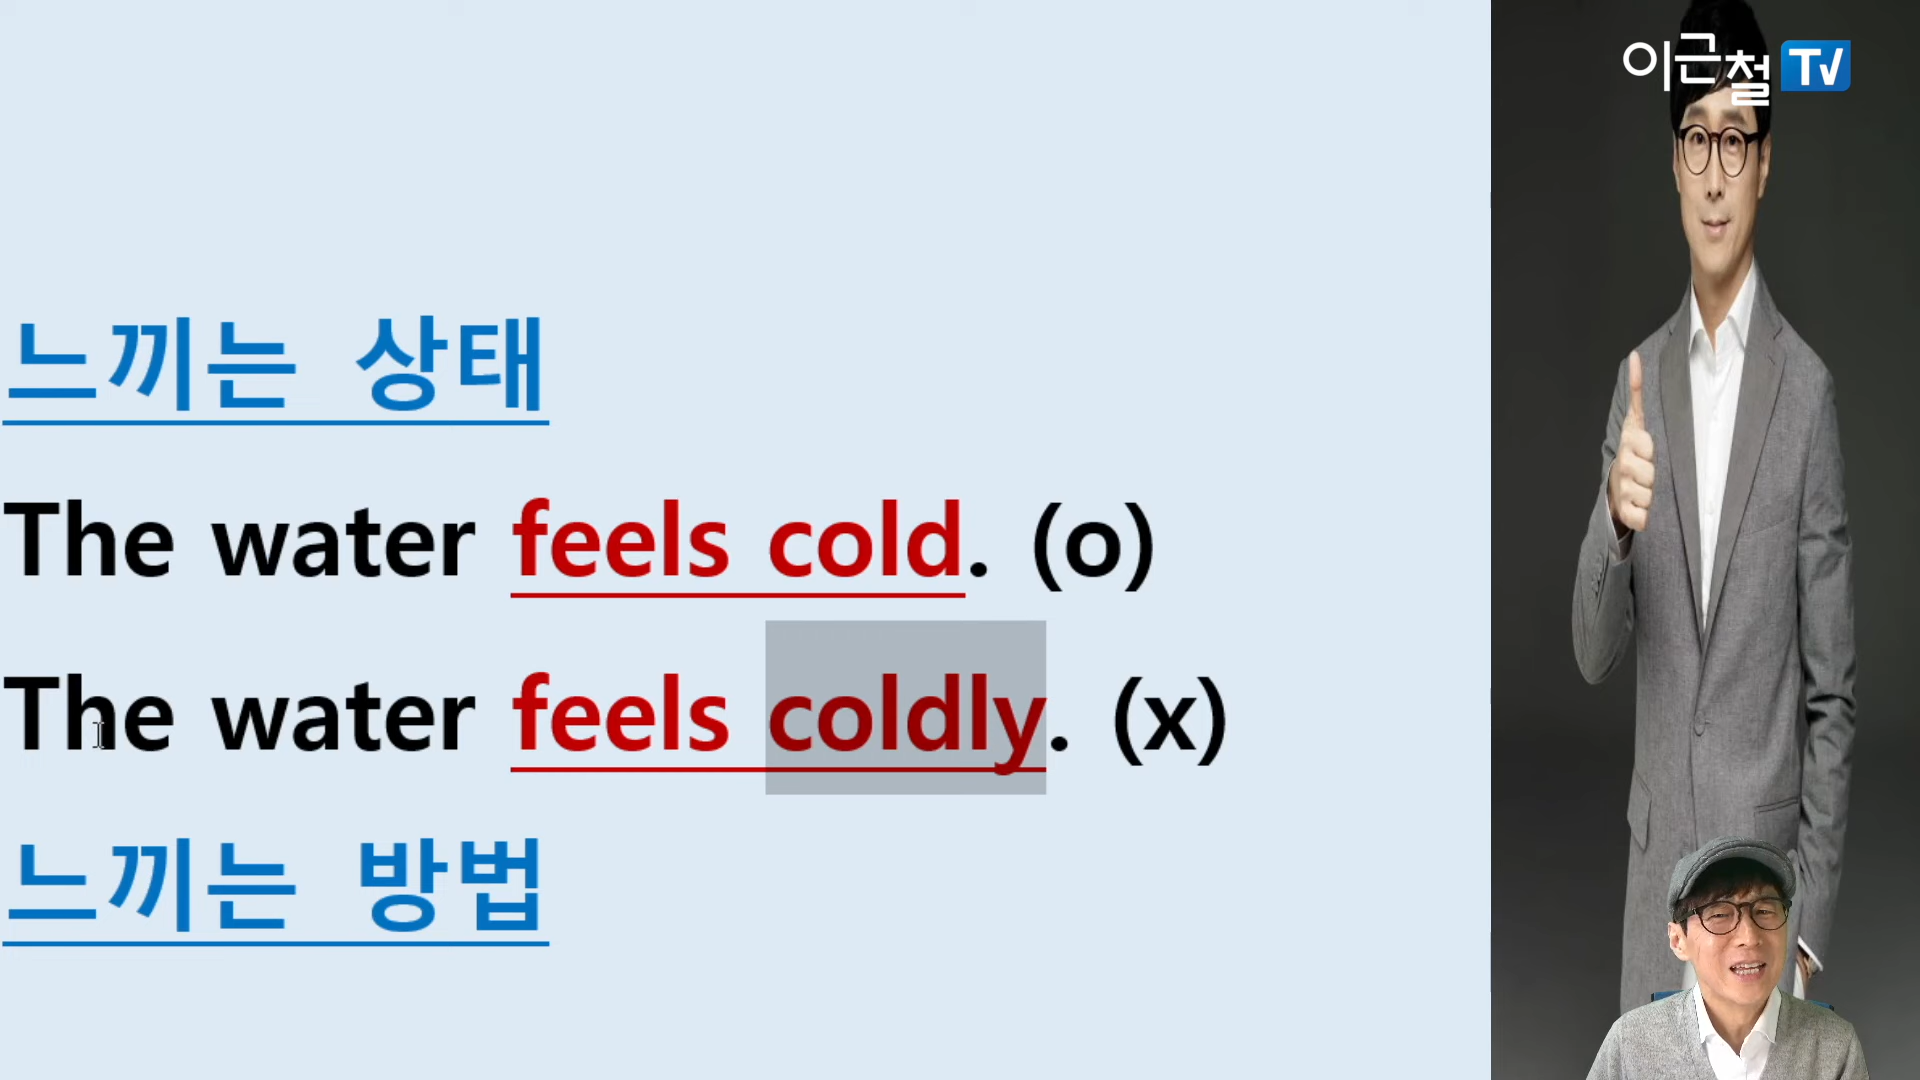 이근철 TV
느끼는 상태
The water feels cold. (o)
The water feels coldly. (x)
느끼는 방법